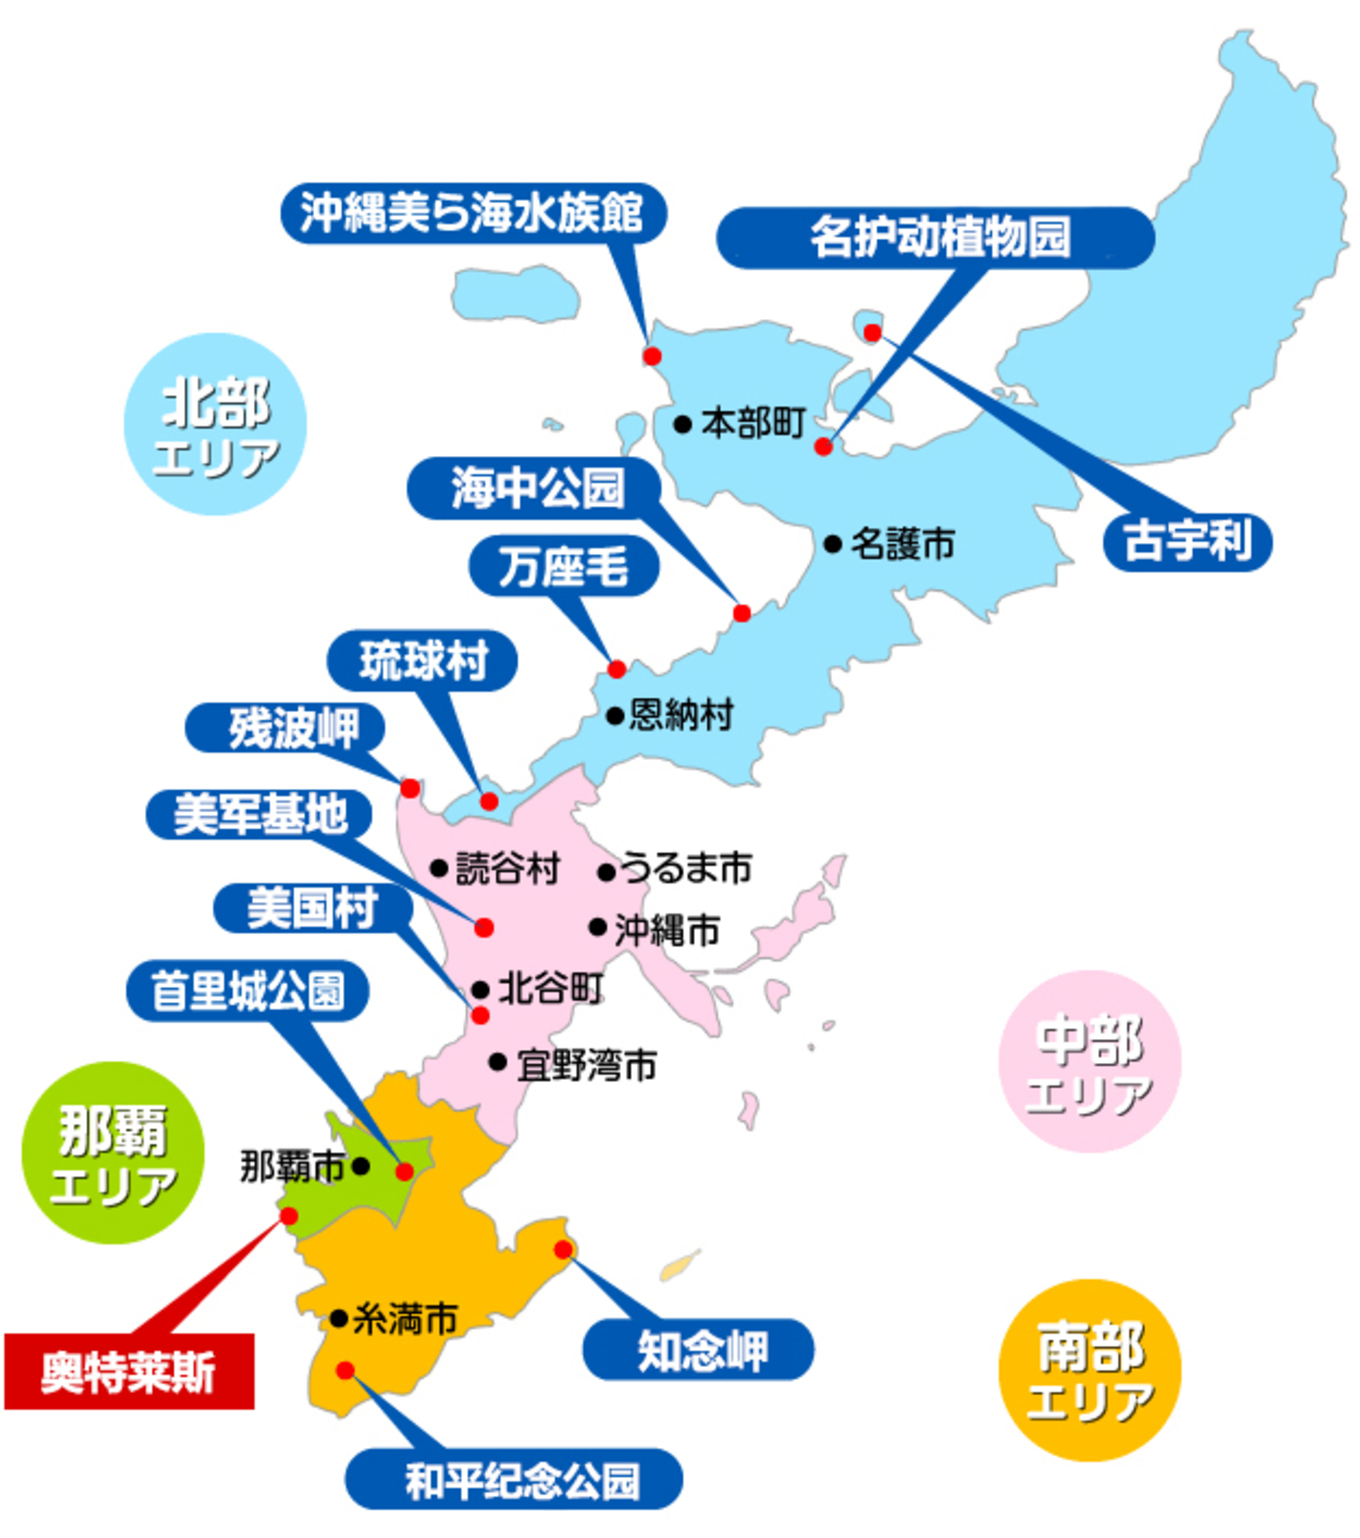 沖縄美ら海水族館
名护动植物园
北部
エリア
本部町
海中公园
古宇利
名護市
万座毛
琉球村
恩納村
残波岬
美军基地
読谷村
うるま市
美国村
沖縄市
首里城公園
北谷町
中部
エリア
宜野湾市
那覇
エリア
那覇市
奥特莱斯
糸満市
知念岬
南部
エリア
和平纪念公园